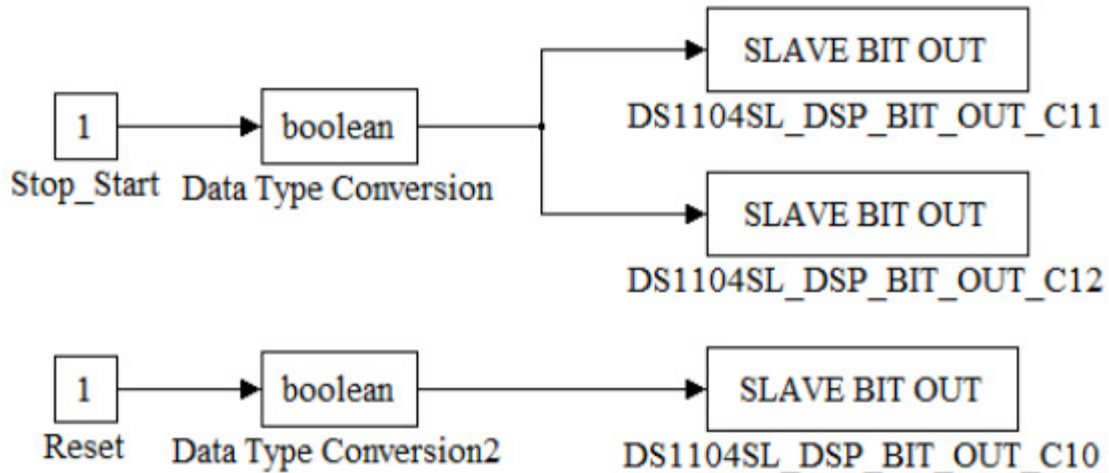 SLAVE BIT OUT
DS1104SL_DSP_BIT_OUT_C11
1
boolean
Stop_Start
Data Type Conversion
SLAVE BIT OUT
DS1104SL_DSP_BIT_OUT_C12
1
boolean
SLAVE BIT OUT
Reset
Data Type Conversion2
DS1104SL_DSP_BIT_OUT_C10